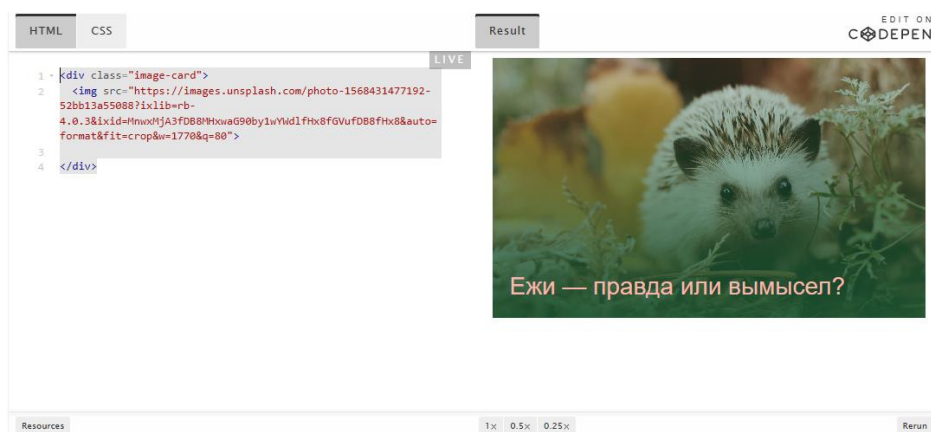 HTML
CSS
Result
EDIT ON
CODEPEN
LIVE
1 <div class="image-card">
2 <img src="https://images.unsplash.com/photo-1568431477192-
52bb13a55088?ixlib=rb-
4.0.3&ixid=MnwxMjA3fDB8MHxwaG90by1wYWdlfHx8fGVufDB8fHx8&auto=
format&fit=crop&w=1770&q=80">
3
4 </div>
Ежи — правда или вымысел?
Resources
1× 0.5× 0.25×
Rerun